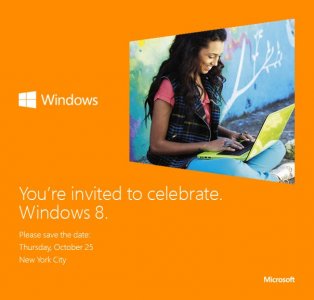 Windows
You're invited to celebrate.
Windows 8.
Please save the date:
Thursday, October 25
New York City
Microsoft